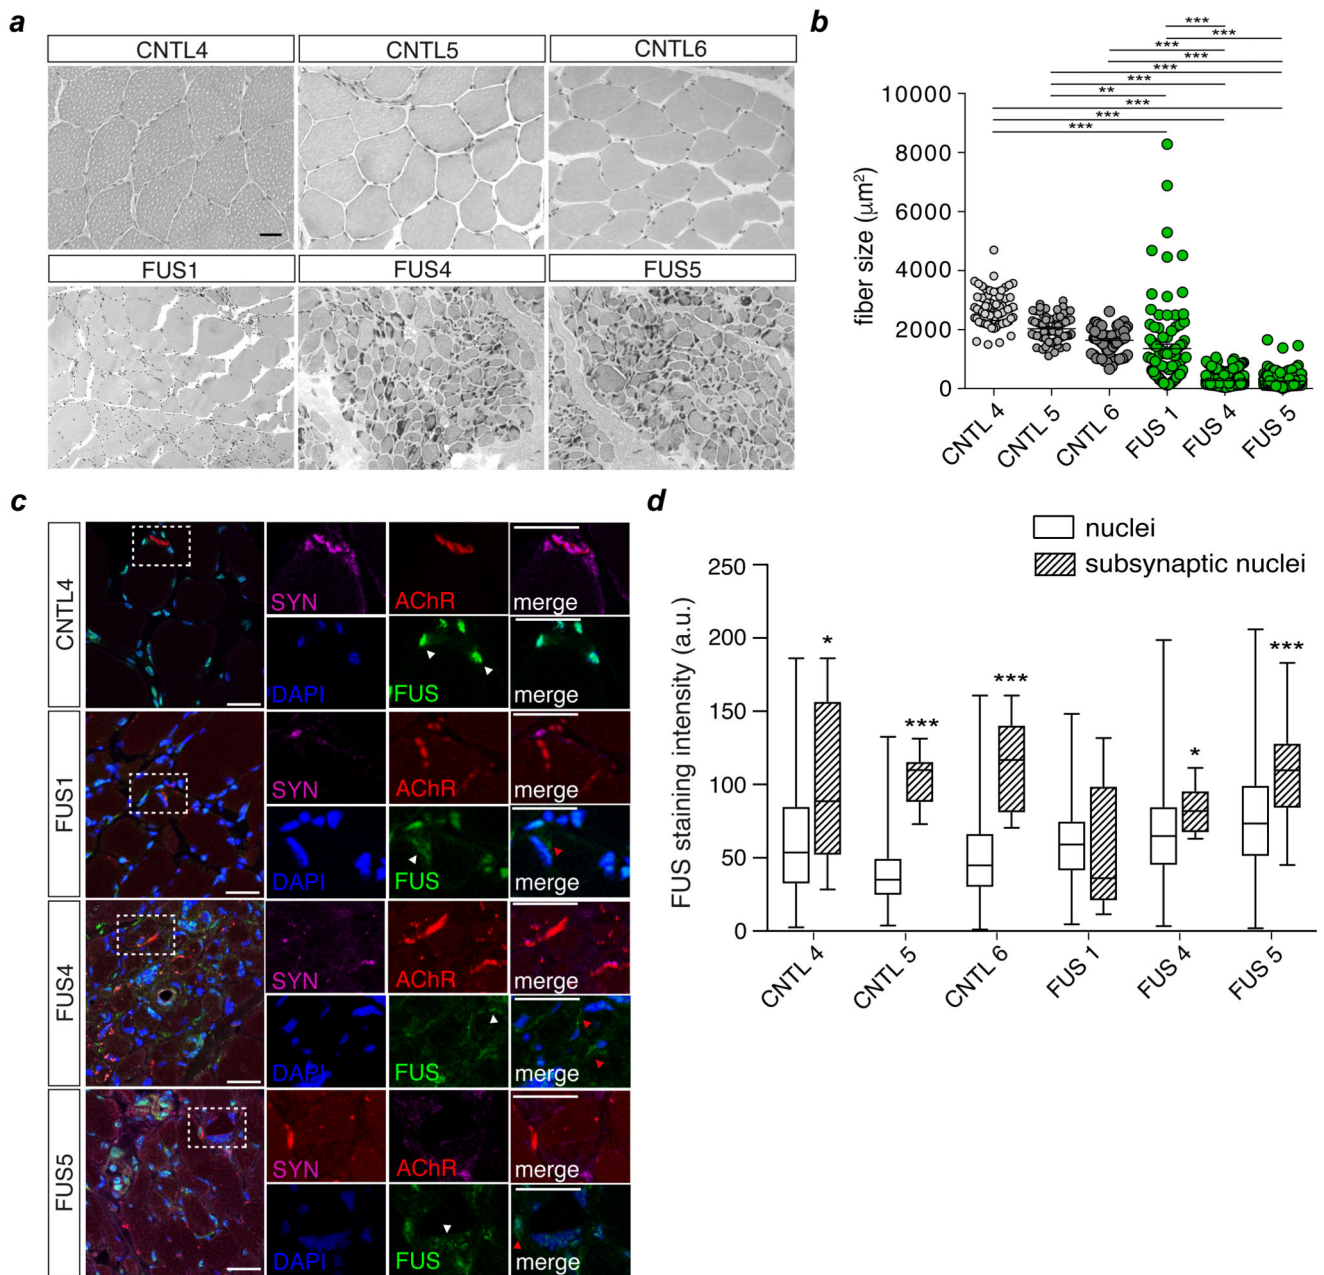 a
CNTL4 CNTL5 CNTL6
FUS1 FUS4 FUS5
b
***
***
***
***
***
***
**
***
***
***
fiber size (μm²)
10000
8000
6000
4000
2000
0
CNTL 4 CNTL 5 CNTL 6 FUS 1 FUS 4 FUS 5
c
CNTL4
SYN AChR merge
DAPI FUS merge
FUS1
SYN AChR merge
DAPI FUS merge
FUS4
SYN AChR merge
DAPI FUS merge
FUS5
SYN AChR merge
DAPI FUS merge
d
nuclei
subsynaptic nuclei
FUS staining intensity (a.u.)
250
200
150
100
50
0
* *** *** * ***
CNTL 4 CNTL 5 CNTL 6 FUS 1 FUS 4 FUS 5